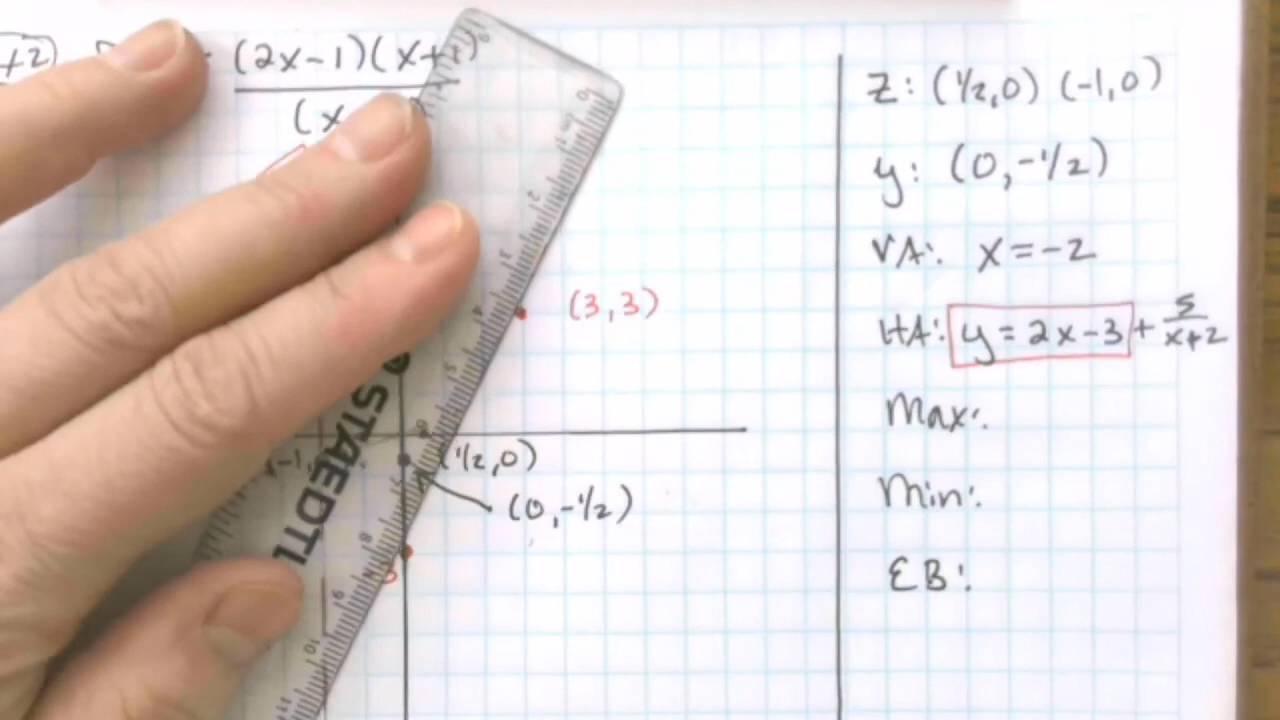 +2)
(2x-1)(x+1)
(x
Z: (1/2,0) (-1,0)
y: (0,-1/2)
VA: x=-2
HA: y=2x-3 + 5/x+2
Max:
Min:
EB:
(3,3)
(1/2,0)
(0,-1/2)
STAEDTL